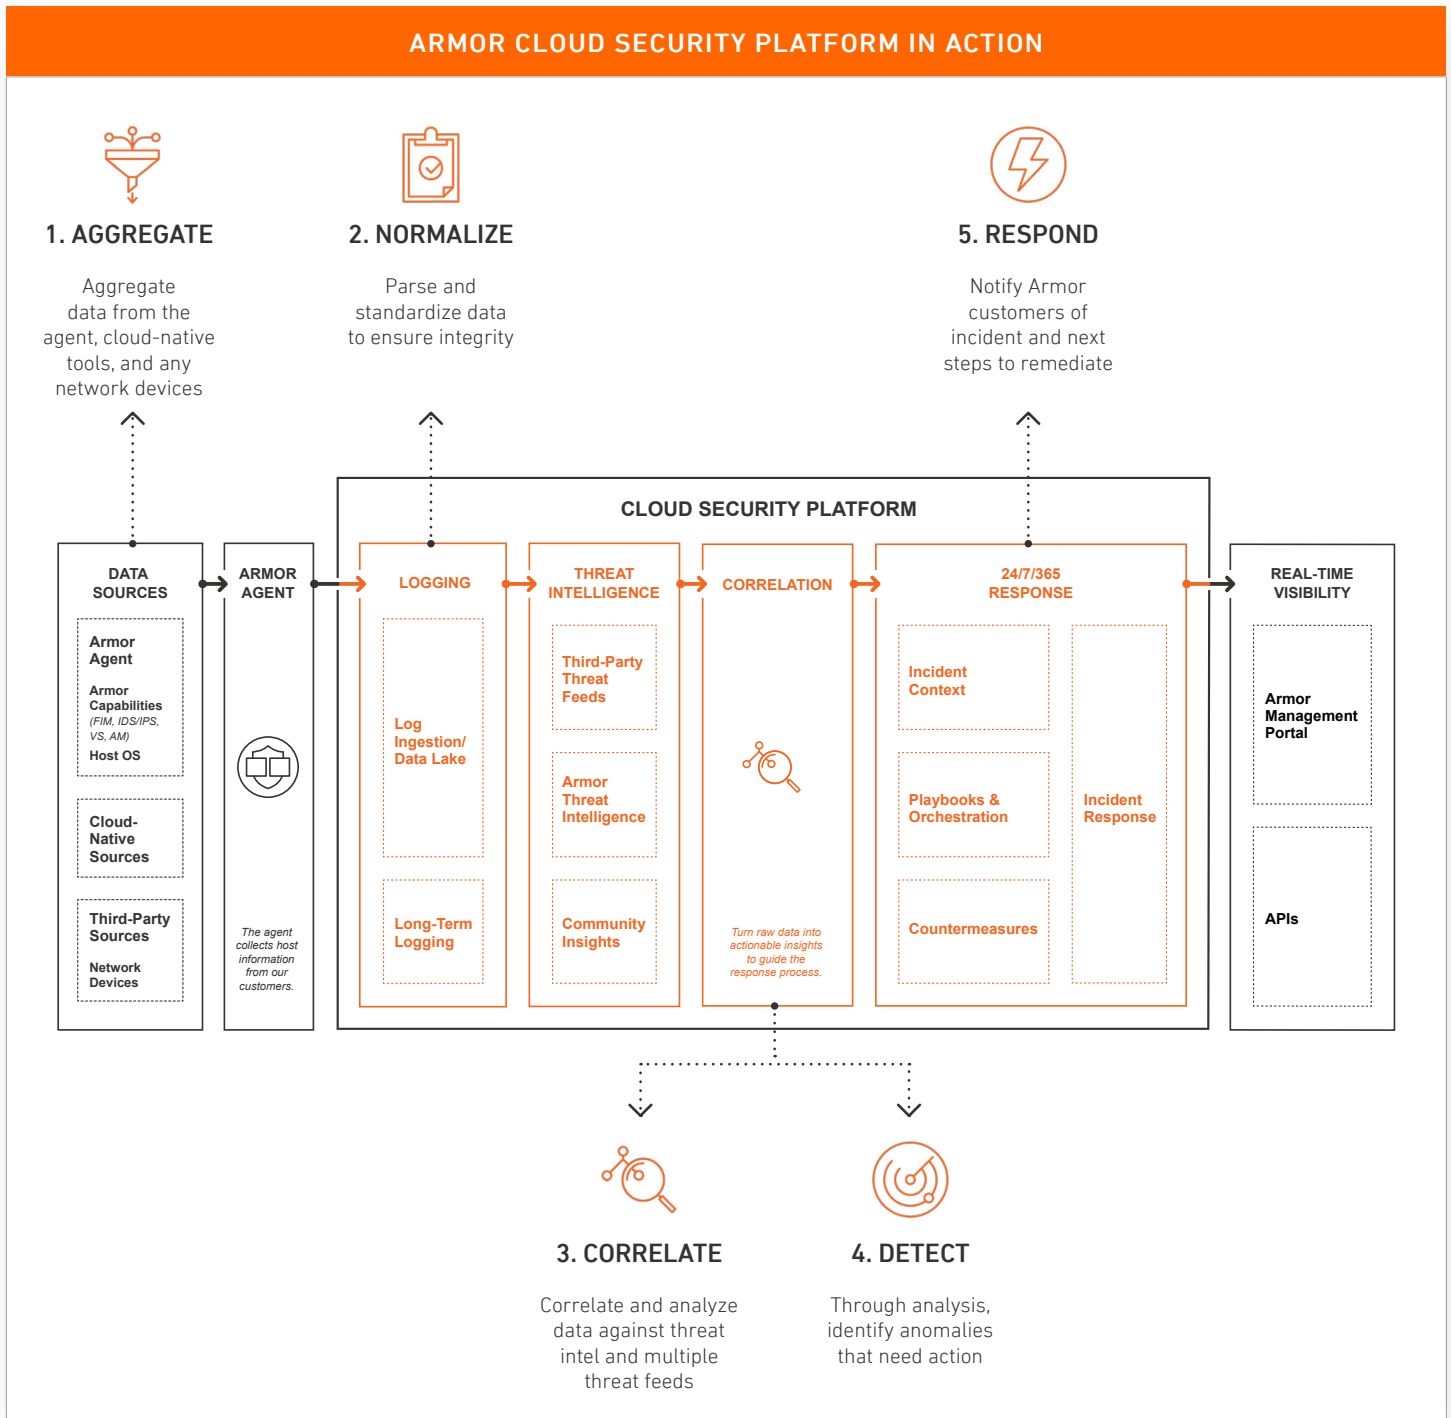 ARMOR CLOUD SECURITY PLATFORM IN ACTION
1. AGGREGATE
Aggregate
data from the
agent, cloud-native
tools, and any
network devices
2. NORMALIZE
Parse and
standardize data
to ensure integrity
5. RESPOND
Notify Armor
customers of
incident and next
steps to remediate
CLOUD SECURITY PLATFORM
DATA
SOURCES
Armor
Agent
Armor
Capabilities
(FIM, IDS/IPS,
VS, AM)
Host OS
Cloud-
Native
Sources
Third-Party
Sources
Network
Devices
ARMOR
AGENT
The agent
collects host
information
from our
customers.
LOGGING
Log
Ingestion/
Data Lake
Long-Term
Logging
THREAT
INTELLIGENCE
Third-Party
Threat
Feeds
Armor
Threat
Intelligence
Community
Insights
CORRELATION
Turn raw data into
actionable insights
to guide the
response process.
24/7/365
RESPONSE
Incident
Context
Playbooks &
Orchestration
Countermeasures
Incident
Response
REAL-TIME
VISIBILITY
Armor
Management
Portal
APIs
3. CORRELATE
Correlate and analyze
data against threat
intel and multiple
threat feeds
4. DETECT
Through analysis,
identify anomalies
that need action